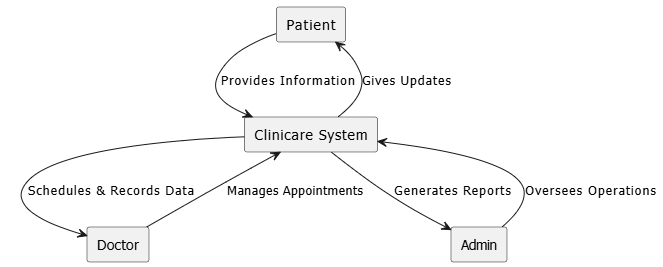 Patient
Provides Information
Gives Updates
Clinicare System
Schedules & Records Data
Manages Appointments
Generates Reports
Oversees Operations
Doctor
Admin